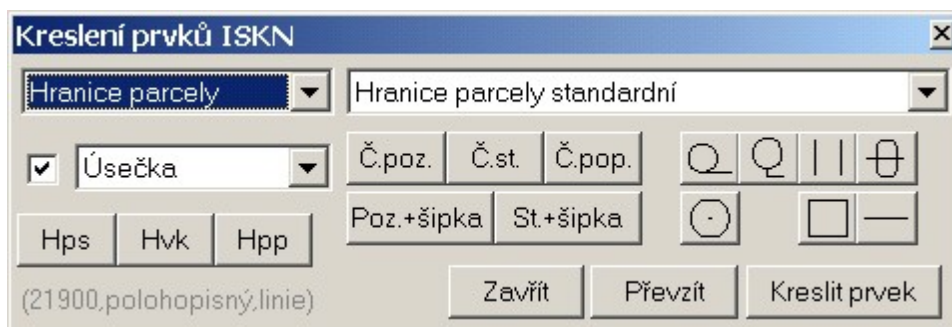 Kreslení prvků ISKN
Hranice parcely Hranice parcely standardní
Úsečka Č.poz. Č.st. Č.pop.
Poz.+šipka St.+šipka
Hps Hvk Hpp
(21900,polohopisný,linie) Zavřít Převzít Kreslit prvek